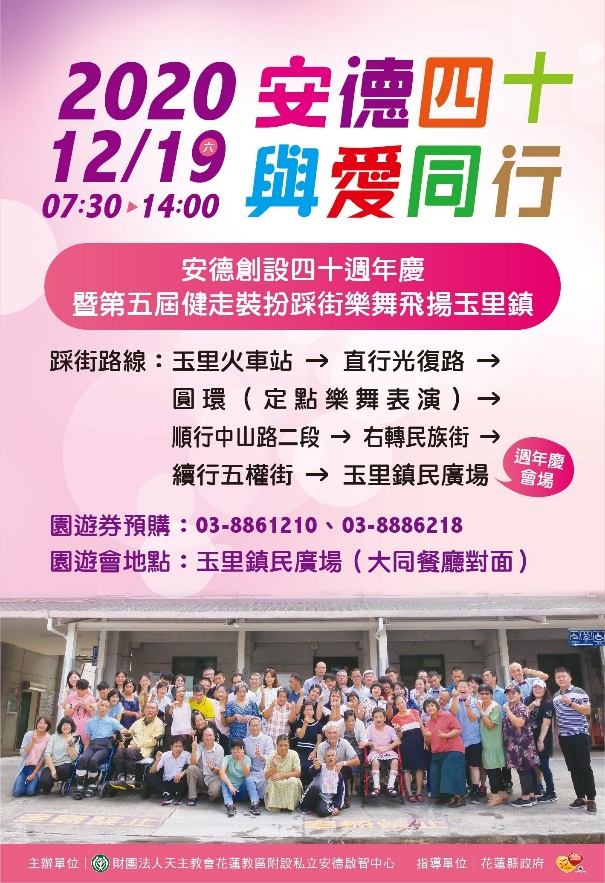 2020
12/19 六
07:30 ▶ 14:00
安德四十
與愛同行
安德創設四十週年慶
暨第五屆健走裝扮踩街樂舞飛揚玉里鎮
踩街路線：玉里火車站 → 直行光復路 →
圓環（定點樂舞表演）→
順行中山路二段 → 右轉民族街 →
續行五權街 → 玉里鎮民廣場
週年慶
會場
園遊券預購：03-8861210、03-8886218
園遊會地點：玉里鎮民廣場（大同餐廳對面）
主辦單位 財團法人天主教會花蓮教區附設私立安德啟智中心 指導單位 花蓮縣政府